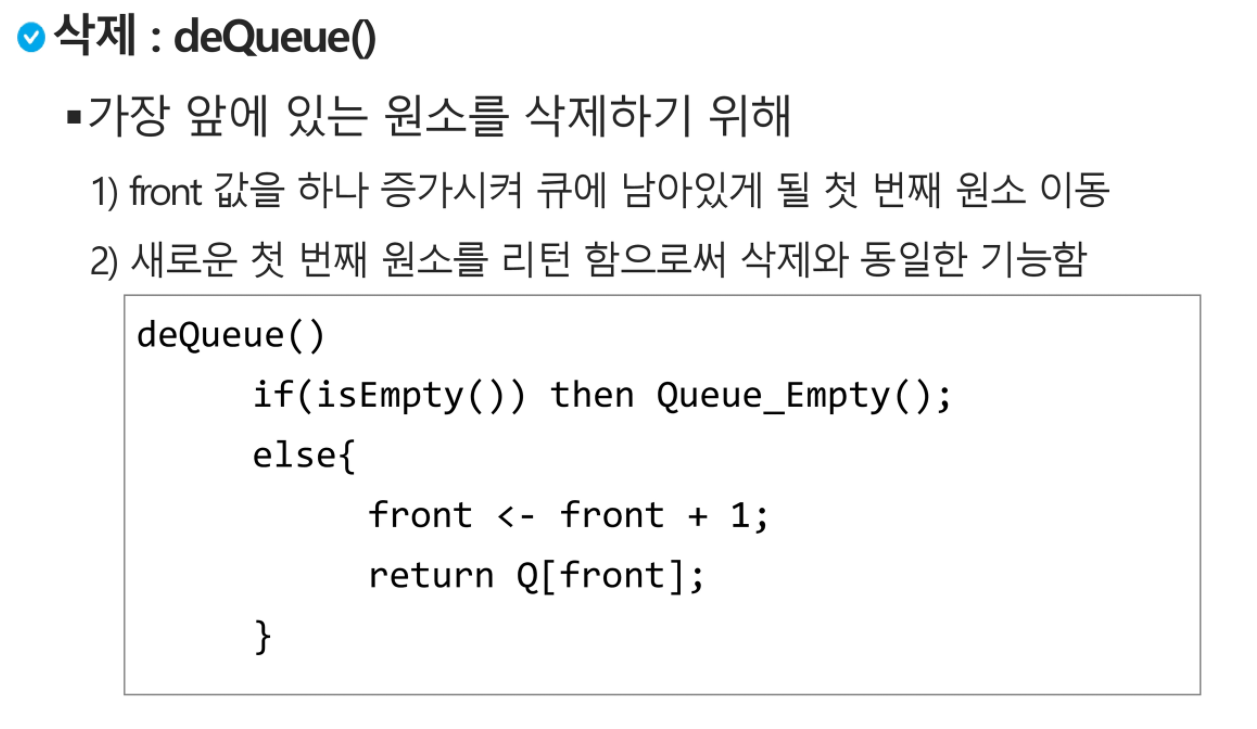 삭제 : deQueue()
▪가장 앞에 있는 원소를 삭제하기 위해
1) front 값을 하나 증가시켜 큐에 남아있게 될 첫 번째 원소 이동
2) 새로운 첫 번째 원소를 리턴 함으로써 삭제와 동일한 기능함
deQueue()
if(isEmpty()) then Queue_Empty();
else{
front <- front + 1;
return Q[front];
}